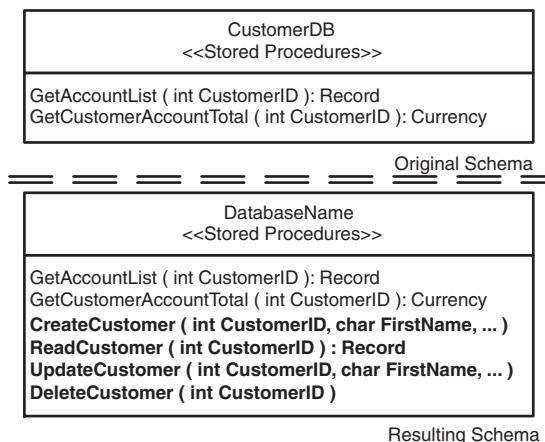 CustomerDB
<<Stored Procedures>>
GetAccountList ( int CustomerID ): Record
GetCustomerAccountTotal ( int CustomerID ): Currency
Original Schema
DatabaseName
<<Stored Procedures>>
GetAccountList ( int CustomerID ): Record
GetCustomerAccountTotal ( int CustomerID ): Currency
CreateCustomer ( int CustomerID, char FirstName, ... )
ReadCustomer ( int CustomerID ) : Record
UpdateCustomer ( int CustomerID, char FirstName, ... )
DeleteCustomer ( int CustomerID )
Resulting Schema